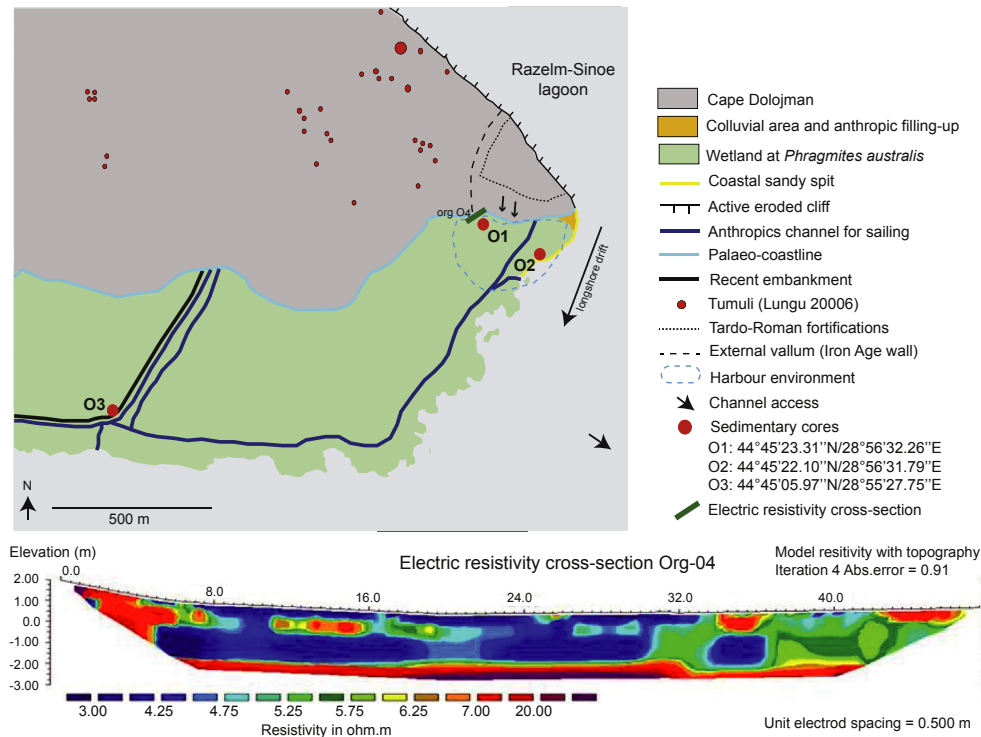 Razelm-Sinoe
lagoon
org O4
O1
O2
longshore drift
O3
N
500 m
Cape Dolojman
Colluvial area and anthropic filling-up
Wetland at Phragmites australis
Coastal sandy spit
Active eroded cliff
Anthropics channel for sailing
Palaeo-coastline
Recent embankment
Tumuli (Lungu 20006)
Tardo-Roman fortifications
External vallum (Iron Age wall)
Harbour environment
Channel access
Sedimentary cores
O1: 44°45'23.31''N/28°56'32.26''E
O2: 44°45'22.10''N/28°56'31.79''E
O3: 44°45'05.97''N/28°55'27.75''E
Electric resistivity cross-section
Elevation (m)
Electric resistivity cross-section Org-04
Model resitivity with topography
Iteration 4 Abs.error = 0.91
2.00
1.00
0.0
-1.00
-2.00
-3.00
0.0 8.0 16.0 24.0 32.0 40.0
3.00 4.25 4.75 5.25 5.75 6.25 7.00 20.00
Resistivity in ohm.m
Unit electrod spacing = 0.500 m